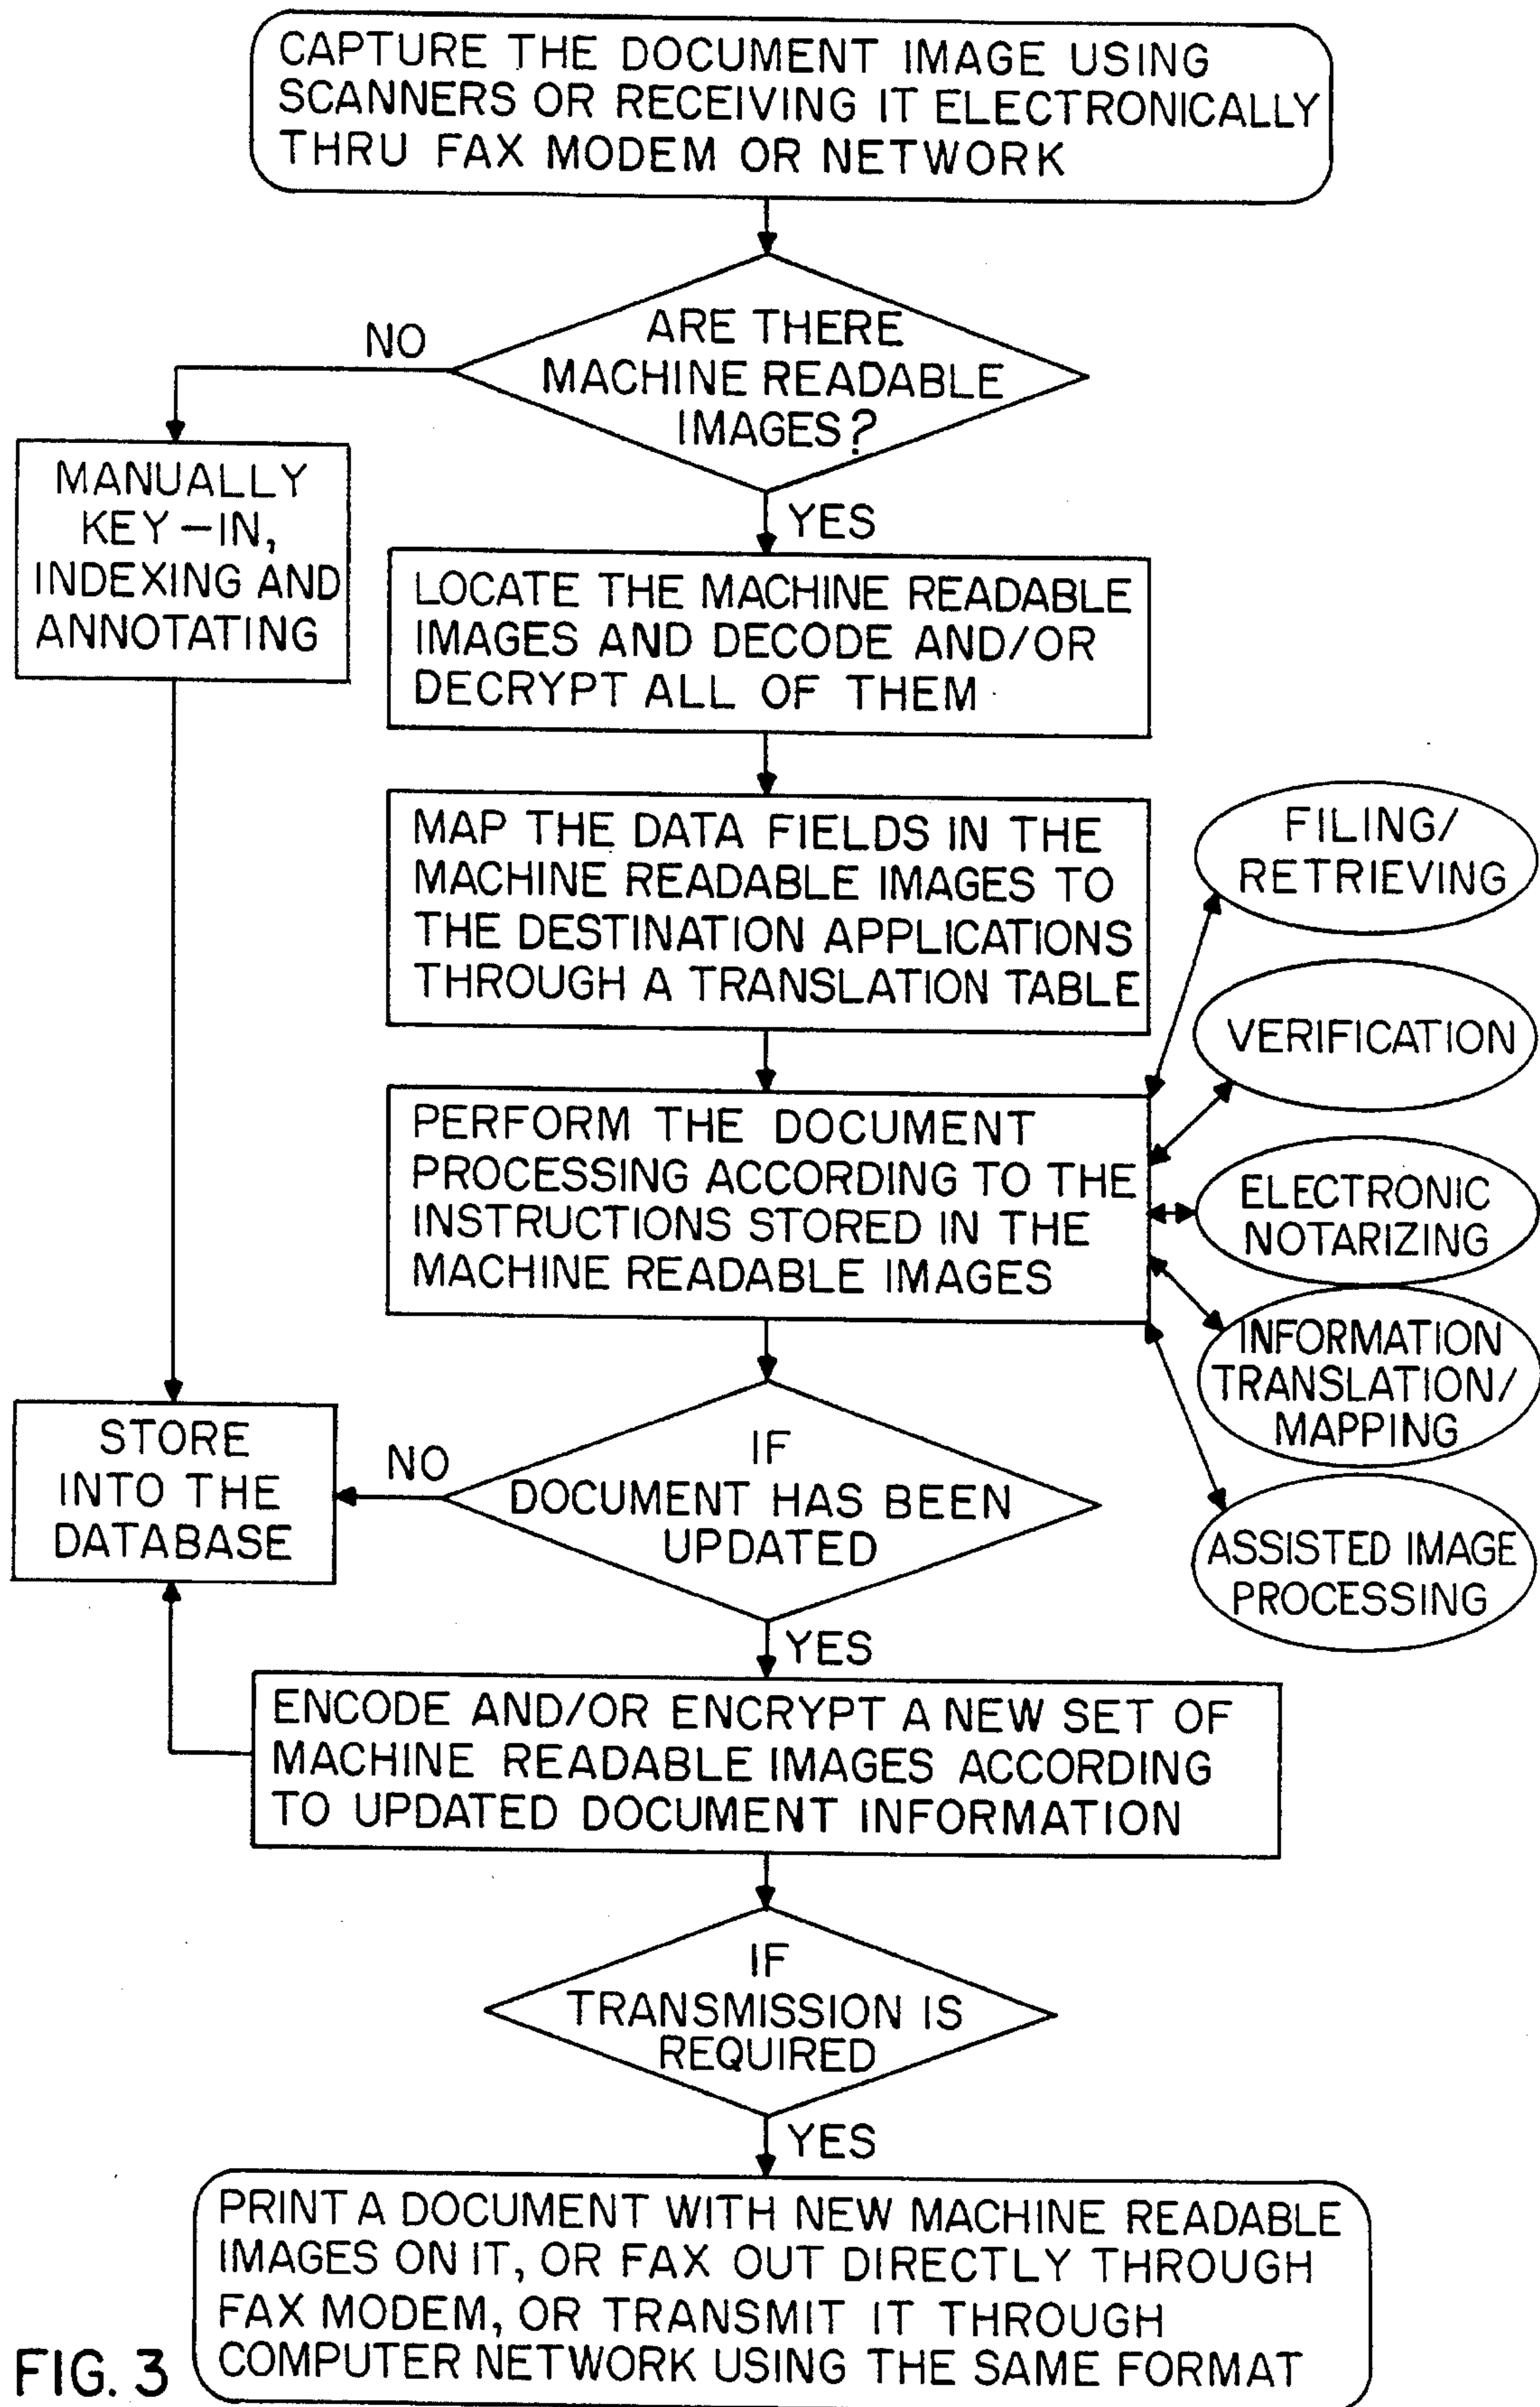 CAPTURE THE DOCUMENT IMAGE USING
SCANNERS OR RECEIVING IT ELECTRONICALLY
THRU FAX MODEM OR NETWORK
ARE THERE
MACHINE READABLE
IMAGES?
NO
YES
MANUALLY
KEY-IN,
INDEXING AND
ANNOTATING
LOCATE THE MACHINE READABLE
IMAGES AND DECODE AND/OR
DECRYPT ALL OF THEM
MAP THE DATA FIELDS IN THE
MACHINE READABLE IMAGES TO
THE DESTINATION APPLICATIONS
THROUGH A TRANSLATION TABLE
PERFORM THE DOCUMENT
PROCESSING ACCORDING TO THE
INSTRUCTIONS STORED IN THE
MACHINE READABLE IMAGES
FILING/
RETRIEVING
VERIFICATION
ELECTRONIC
NOTARIZING
INFORMATION
TRANSLATION/
MAPPING
ASSISTED IMAGE
PROCESSING
IF
DOCUMENT HAS BEEN
UPDATED
NO
STORE
INTO THE
DATABASE
YES
ENCODE AND/OR ENCRYPT A NEW SET OF
MACHINE READABLE IMAGES ACCORDING
TO UPDATED DOCUMENT INFORMATION
IF
TRANSMISSION IS
REQUIRED
YES
PRINT A DOCUMENT WITH NEW MACHINE READABLE
IMAGES ON IT, OR FAX OUT DIRECTLY THROUGH
FAX MODEM, OR TRANSMIT IT THROUGH
COMPUTER NETWORK USING THE SAME FORMAT
FIG. 3